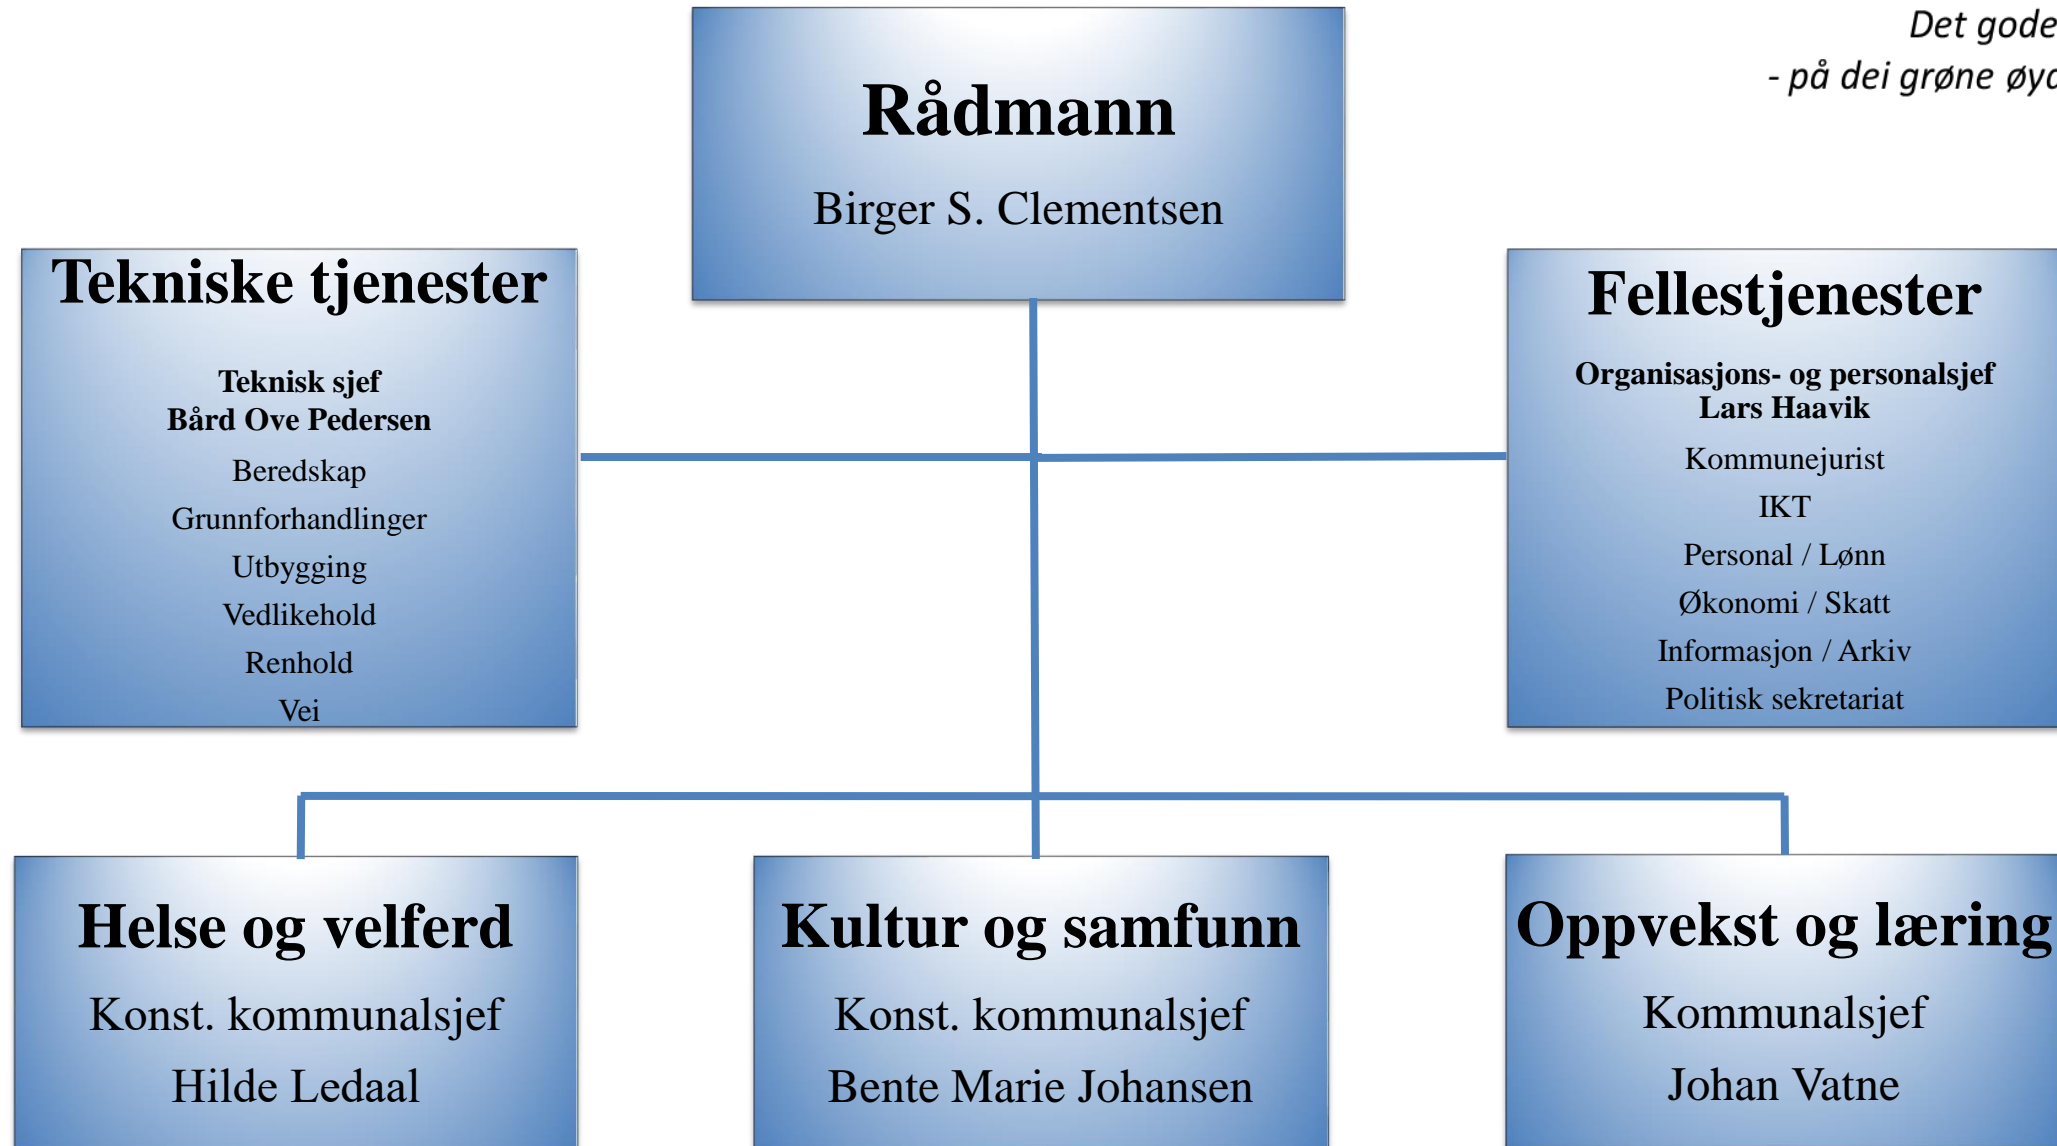 Det gode
- på dei grøne
Rådmann
Birger S. Clementsen
Tekniske tjenester
Teknisk sjef
Bård Ove Pedersen
Beredskap
Grunnforhandlinger
Utbygging
Vedlikehold
Renhold
Vei
Fellestjenester
Organisasjons- og personalsjef
Lars Haavik
Kommunejurist
IKT
Personal / Lønn
Økonomi / Skatt
Informasjon / Arkiv
Politisk sekretariat
Helse og velferd
Konst. kommunalsjef
Hilde Ledaal
Kultur og samfunn
Konst. kommunalsjef
Bente Marie Johansen
Oppvekst og læring
Kommunalsjef
Johan Vatne